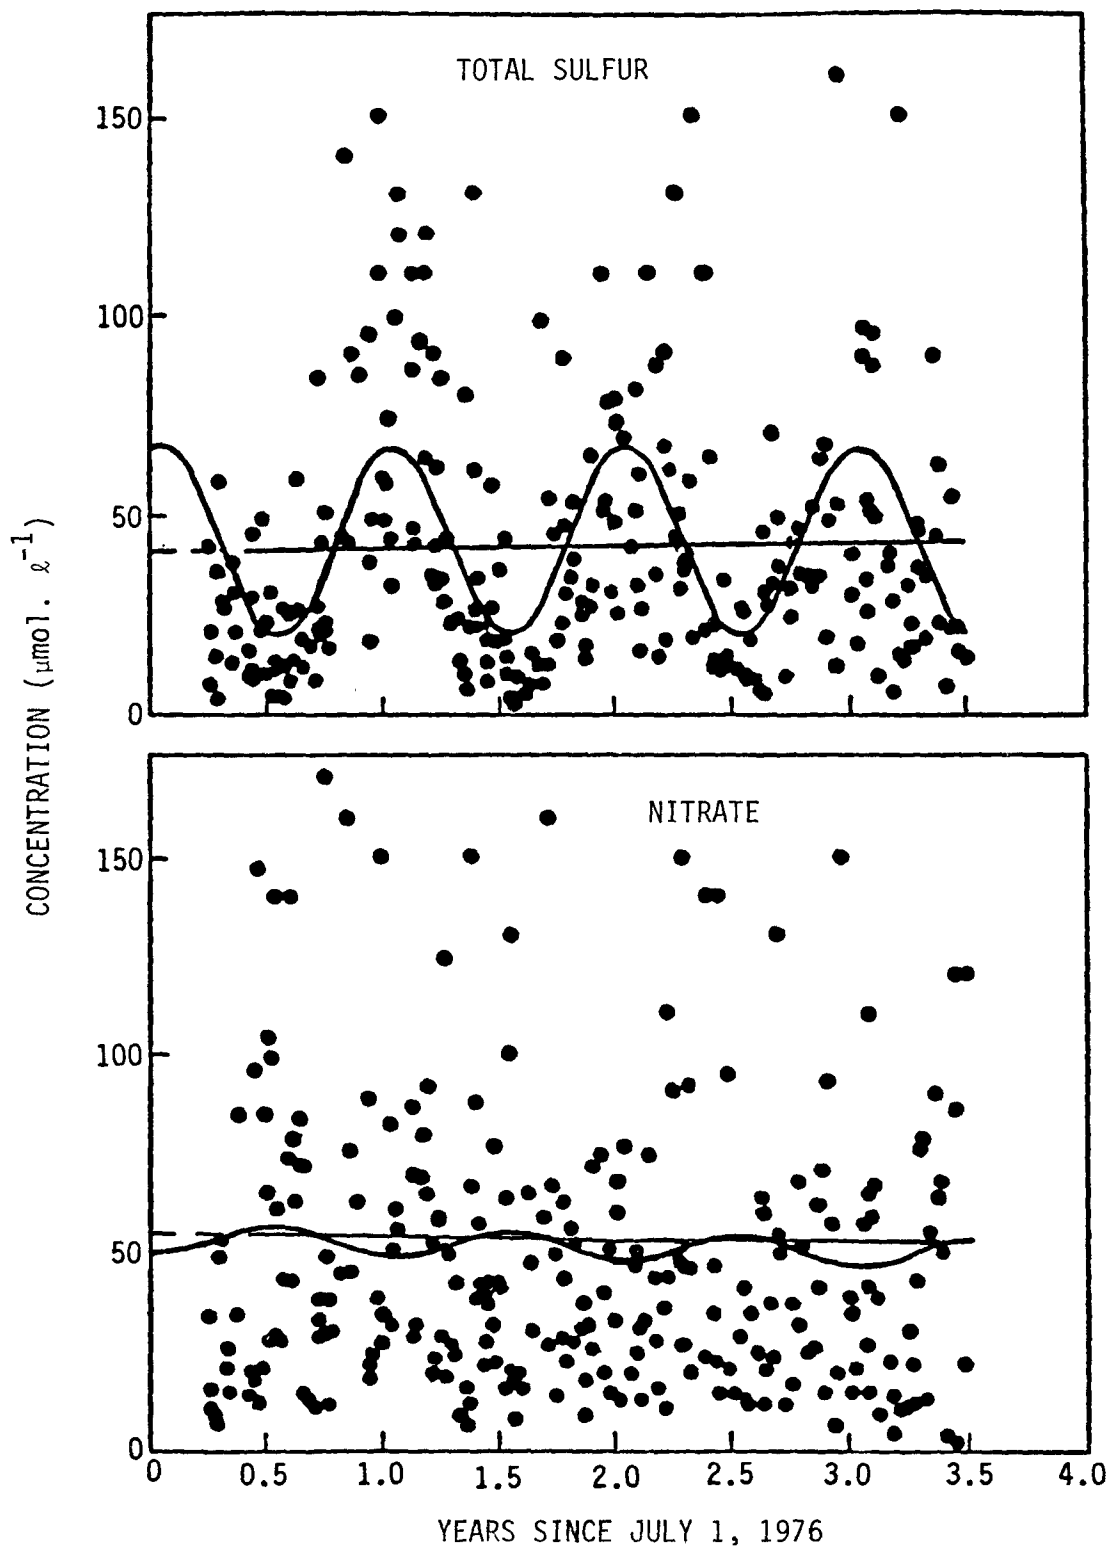 TOTAL SULFUR
150
100
50
0
CONCENTRATION (μmol. ℓ⁻¹)
NITRATE
150
100
50
0
0 0.5 1.0 1.5 2.0 2.5 3.0 3.5 4.0
YEARS SINCE JULY 1, 1976